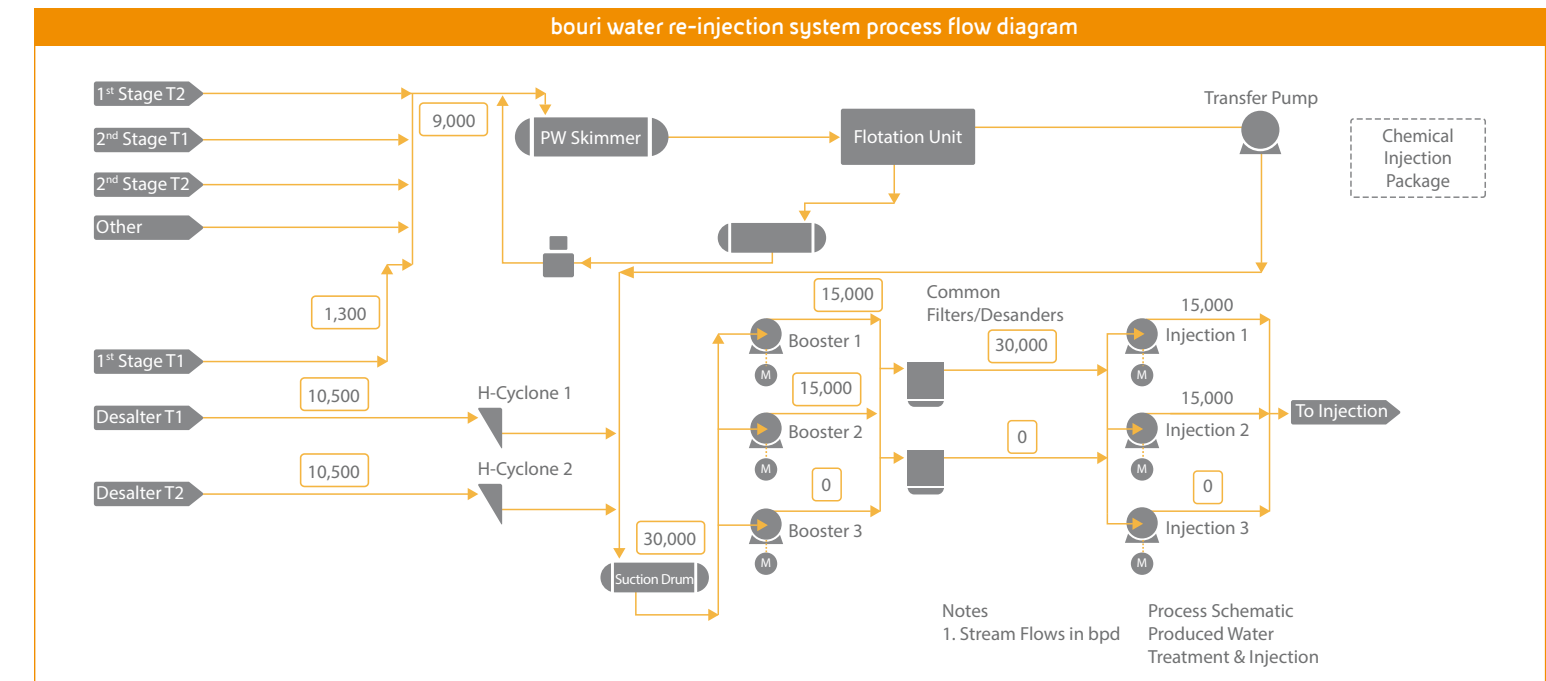 bouri water re-injection system process flow diagram
1st Stage T2
2nd Stage T1
2nd Stage T2
Other
1st Stage T1
Desalter T1
Desalter T2
9,000
1,300
10,500
10,500
PW Skimmer
Flotation Unit
Transfer Pump
Chemical
Injection
Package
H-Cyclone 1
H-Cyclone 2
30,000
Suction Drum
15,000
Booster 1
M
15,000
Booster 2
M
0
Booster 3
M
Common
Filters/Desanders
30,000
0
15,000
Injection 1
M
15,000
Injection 2
M
0
Injection 3
M
To Injection
Notes
1. Stream Flows in bpd
Process Schematic
Produced Water
Treatment & Injection